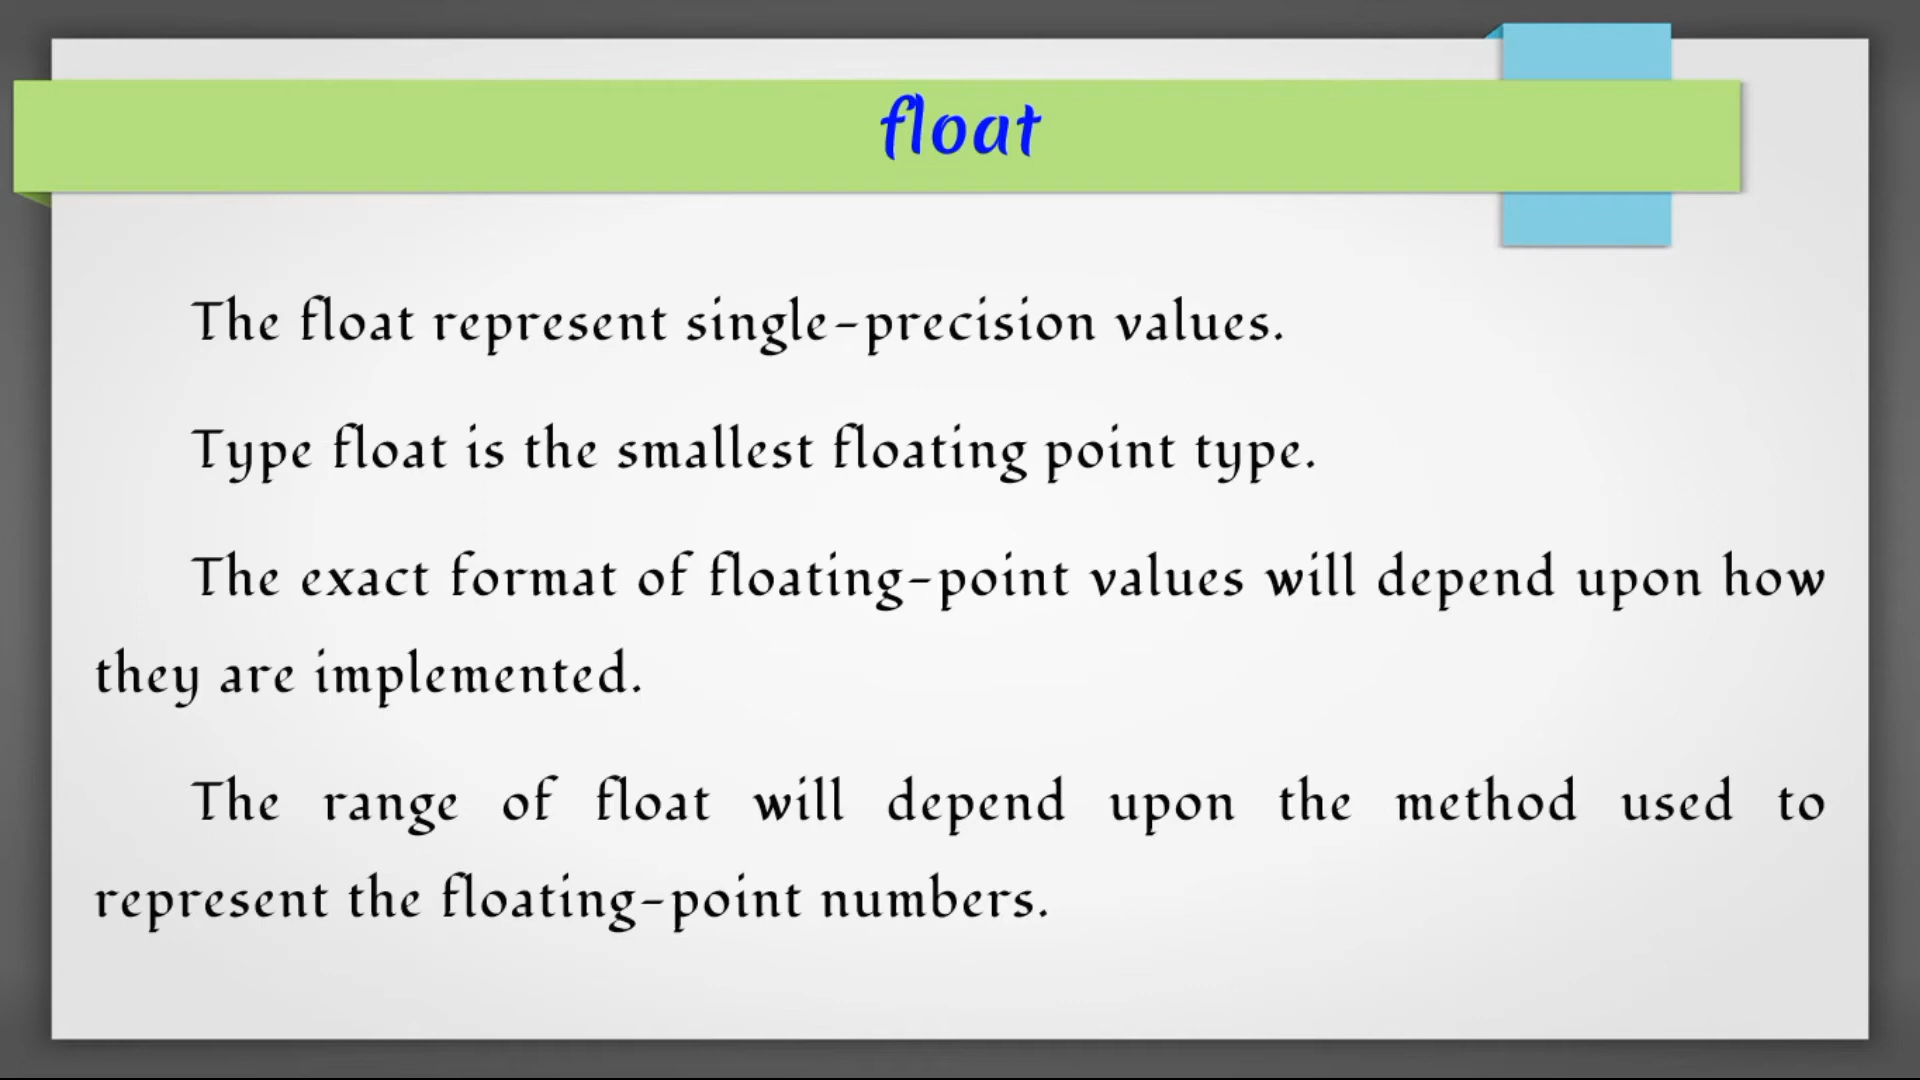 float
The float represent single-precision values.
Type float is the smallest floating point type.
The exact format of floating-point values will depend upon how
they are implemented.
The range of float will depend upon the method used to
represent the floating-point numbers.